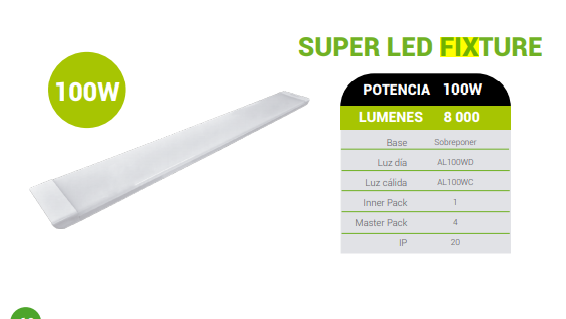 SUPER LED FIXTURE
100W
POTENCIA 100W
LUMENES 8 000
Base Sobreponer
Luz día AL100WD
Luz cálida AL100WC
Inner Pack 1
Master Pack 4
IP 20